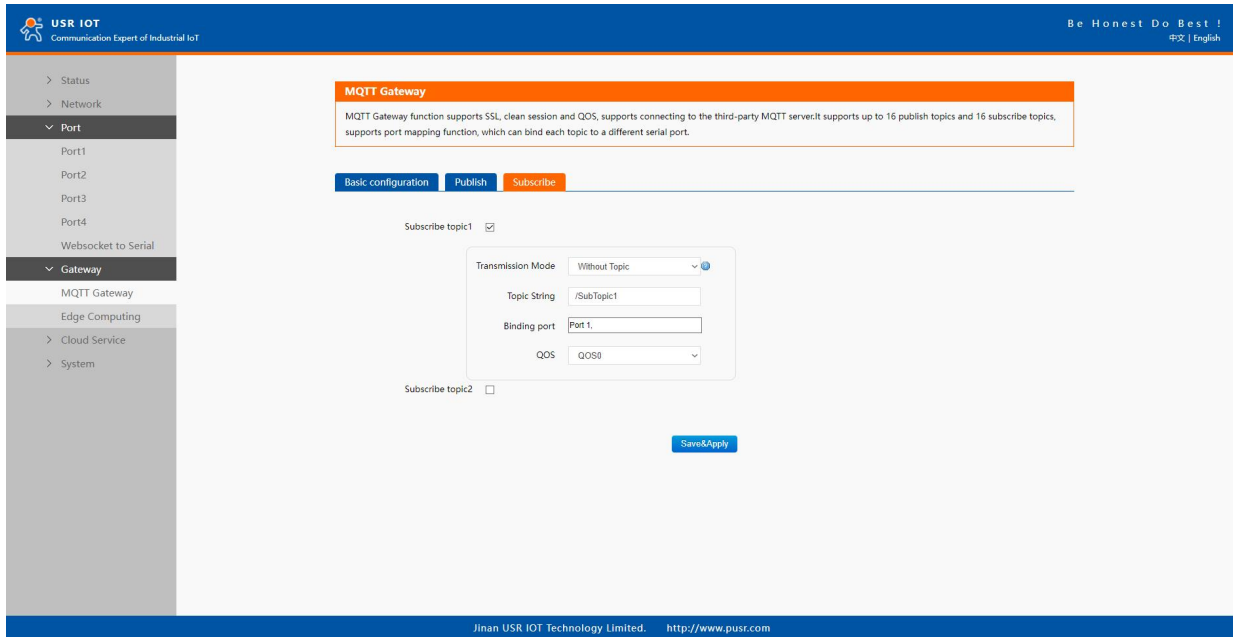 USR IOT
Communication Expert of Industrial IoT
Be Honest Do Best !
中文 | English
Status
Network
Port
Port1
Port2
Port3
Port4
Websocket to Serial
Gateway
MQTT Gateway
Edge Computing
Cloud Service
System
MQTT Gateway
MQTT Gateway function supports SSL, clean session and QOS, supports connecting to the third-party MQTT server.It supports up to 16 publish topics and 16 subscribe topics,
supports port mapping function, which can bind each topic to a different serial port.
Basic configuration Publish Subscribe
Subscribe topic1
Transmission Mode Without Topic
Topic String /SubTopic1
Binding port Port 1,
QOS QOS0
Subscribe topic2
Save&Apply
Jinan USR IOT Technology Limited. http://www.pusr.com